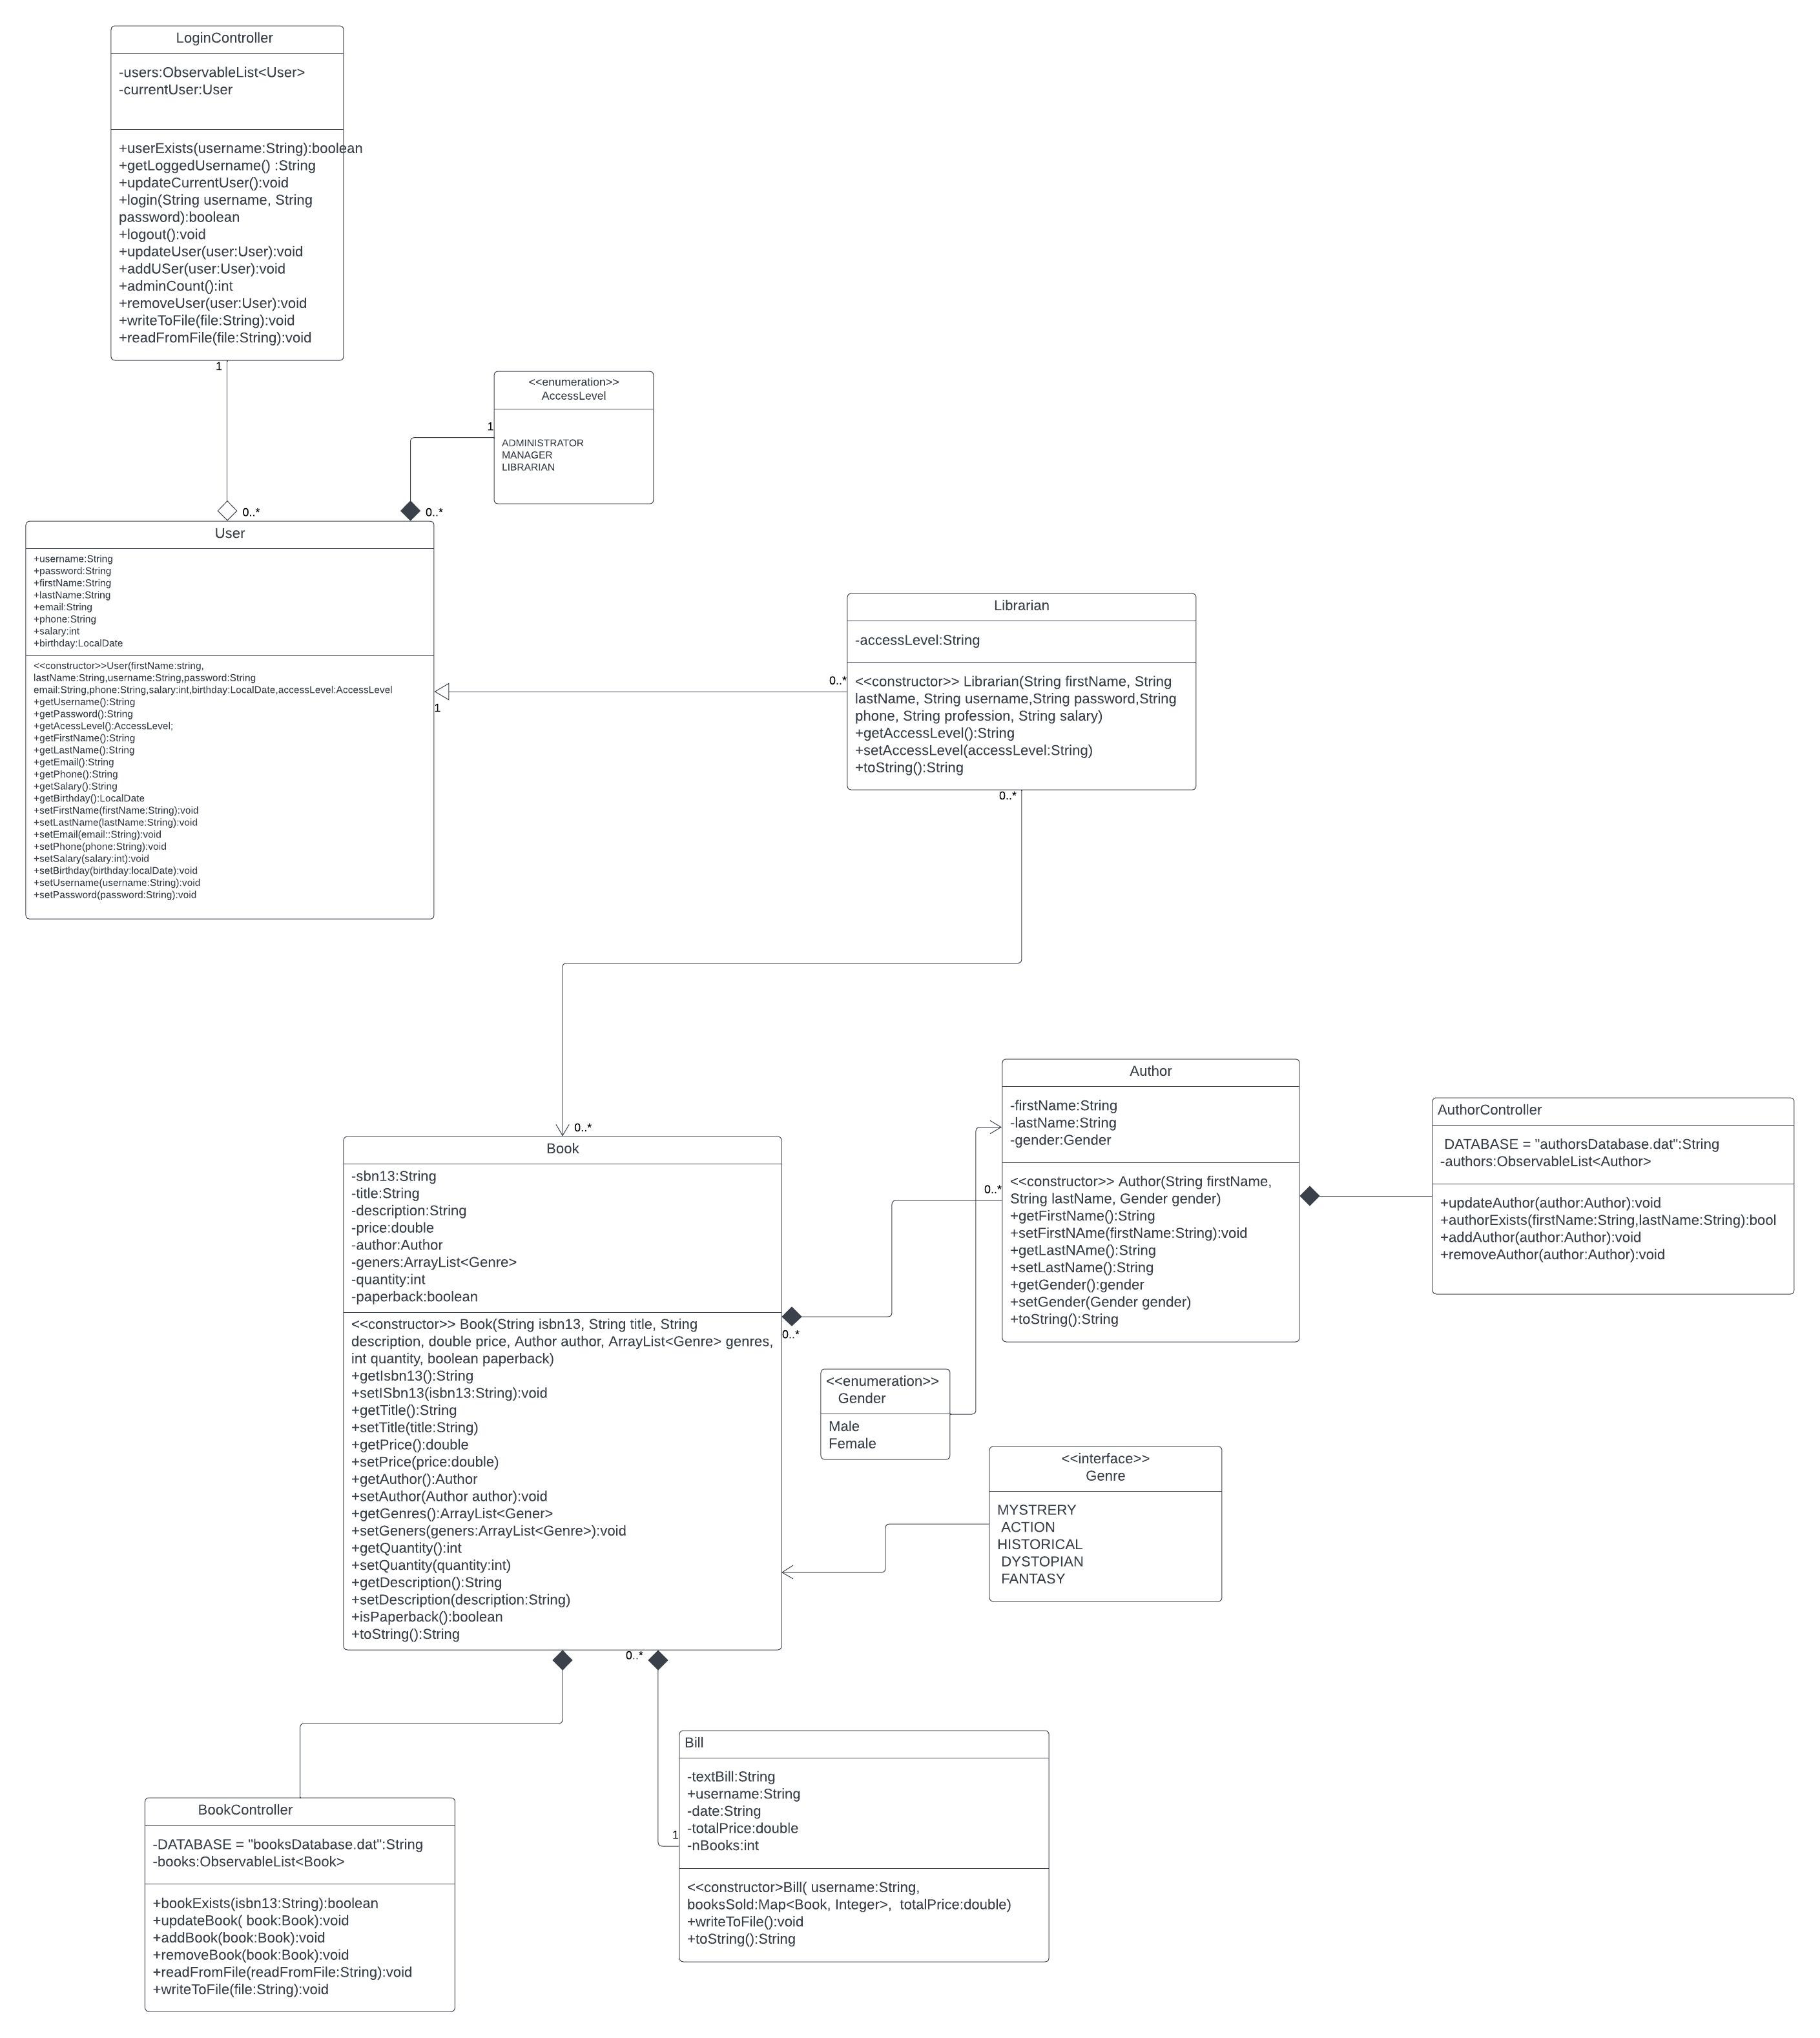 LoginController
-users:ObservableList<User>
-currentUser:User
+userExists(username:String):boolean
+getLoggedUsername() :String
+updateCurrentUser():void
+login(String username, String
password):boolean
+logout():void
+updateUser(user:User):void
+addUSer(user:User):void
+adminCount():int
+removeUser(user:User):void
+writeToFile(file:String):void
+readFromFile(file:String):void
1
<<enumeration>>
AccessLevel
ADMINISTRATOR
MANAGER
LIBRARIAN
1
0..*
0..*
User
+username:String
+password:String
+firstName:String
+lastName:String
+email:String
+phone:String
+salary:int
+birthday:LocalDate
<<constructor>>User(firstName:string,
lastName:String,username:String,password:String
email:String,phone:String,salary:int,birthday:LocalDate,accessLevel:AccessLevel
+getUsername():String
+getPassword():String
+getAcessLevel():AccessLevel;
+getFirstName():String
+getLastName():String
+getEmail():String
+getPhone():String
+getSalary():String
+getBirthday():LocalDate
+setFirstName(firstName:String):void
+setLastName(lastName:String):void
+setEmail(email::String):void
+setPhone(phone:String):void
+setSalary(salary:int):void
+setBirthday(birthday:localDate):void
+setUsername(username:String):void
+setPassword(password:String):void
1
0..*
Librarian
-accessLevel:String
<<constructor>> Librarian(String firstName, String
lastName, String username,String password,String
phone, String profession, String salary)
+getAccessLevel():String
+setAccessLevel(accessLevel:String)
+toString():String
0..*
0..*
Book
-sbn13:String
-title:String
-description:String
-price:double
-author:Author
-geners:ArrayList<Genre>
-quantity:int
-paperback:boolean
<<constructor>> Book(String isbn13, String title, String
description, double price, Author author, ArrayList<Genre> genres,
int quantity, boolean paperback)
+getIsbn13():String
+setISbn13(isbn13:String):void
+getTitle():String
+setTitle(title:String)
+getPrice():double
+setPrice(price:double)
+getAuthor():Author
+setAuthor(Author author):void
+getGenres():ArrayList<Gener>
+setGeners(geners:ArrayList<Genre>):void
+getQuantity():int
+setQuantity(quantity:int)
+getDescription():String
+setDescription(description:String)
+isPaperback():boolean
+toString():String
0..*
0..*
Author
-firstName:String
-lastName:String
-gender:Gender
<<constructor>> Author(String firstName,
String lastName, Gender gender)
+getFirstName():String
+setFirstNAme(firstName:String):void
+getLastNAme():String
+setLastName():String
+getGender():gender
+setGender(Gender gender)
+toString():String
AuthorController
DATABASE = "authorsDatabase.dat":String
-authors:ObservableList<Author>
+updateAuthor(author:Author):void
+authorExists(firstName:String,lastName:String):bool
+addAuthor(author:Author):void
+removeAuthor(author:Author):void
<<enumeration>>
Gender
Male
Female
<<interface>>
Genre
MYSTRERY
ACTION
HISTORICAL
DYSTOPIAN
FANTASY
0..*
1
BookController
-DATABASE = "booksDatabase.dat":String
-books:ObservableList<Book>
+bookExists(isbn13:String):boolean
+updateBook( book:Book):void
+addBook(book:Book):void
+removeBook(book:Book):void
+readFromFile(readFromFile:String):void
+writeToFile(file:String):void
Bill
-textBill:String
+username:String
-date:String
-totalPrice:double
-nBooks:int
<<constructor>Bill( username:String,
booksSold:Map<Book, Integer>,  totalPrice:double)
+writeToFile():void
+toString():String